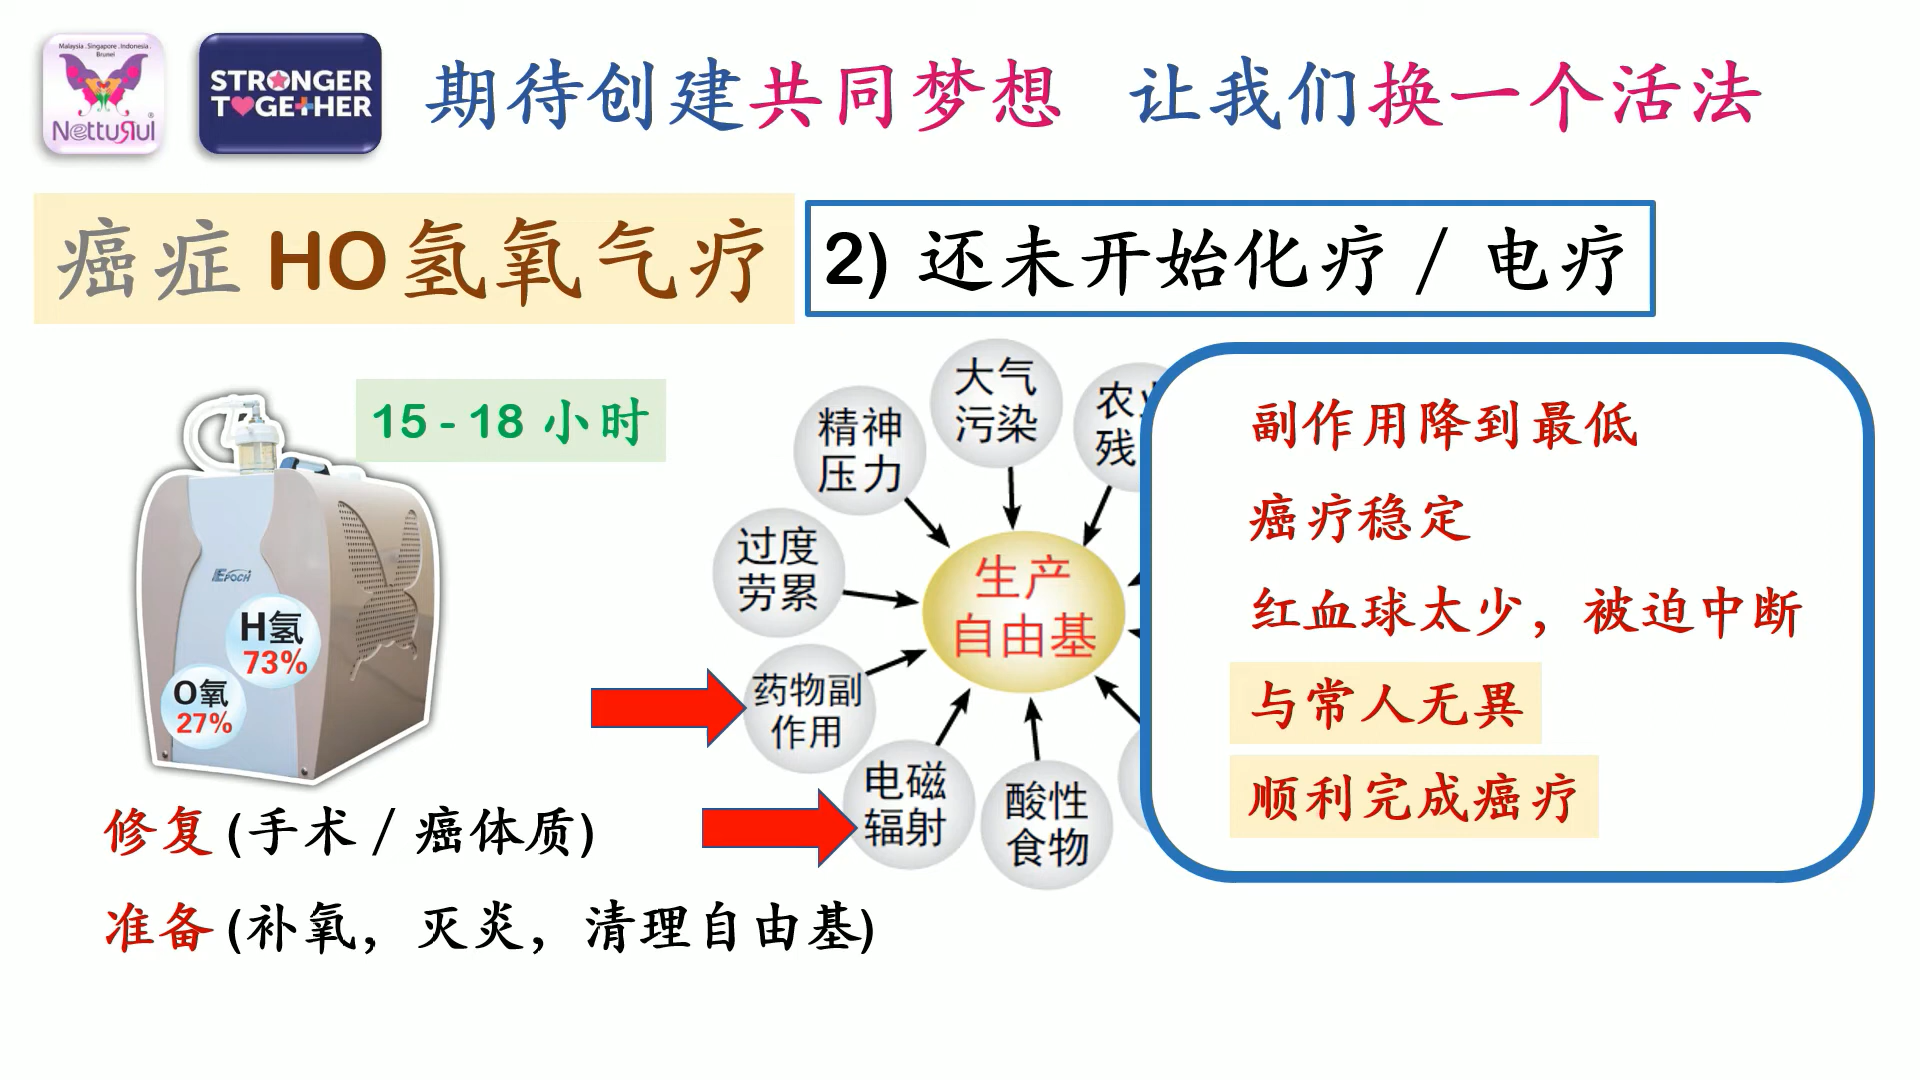 Malaysia . Singapore . Indonesia .
Brunei
NettuЯul
®
STRONGER
TOGETHER
期待创建共同梦想 让我们换一个活法
癌症 HO氢氧气疗
2) 还未开始化疗 / 电疗
15 - 18 小时
EPOCH
H氢
73%
O氧
27%
修复 (手术 / 癌体质)
准备 (补氧，灭炎，清理自由基)
大气
污染
精神
压力
农
残
过度
劳累
生产
自由基
药物副
作用
电磁
辐射
酸性
食物
副作用降到最低
癌疗稳定
红血球太少，被迫中断
与常人无異
顺利完成癌疗